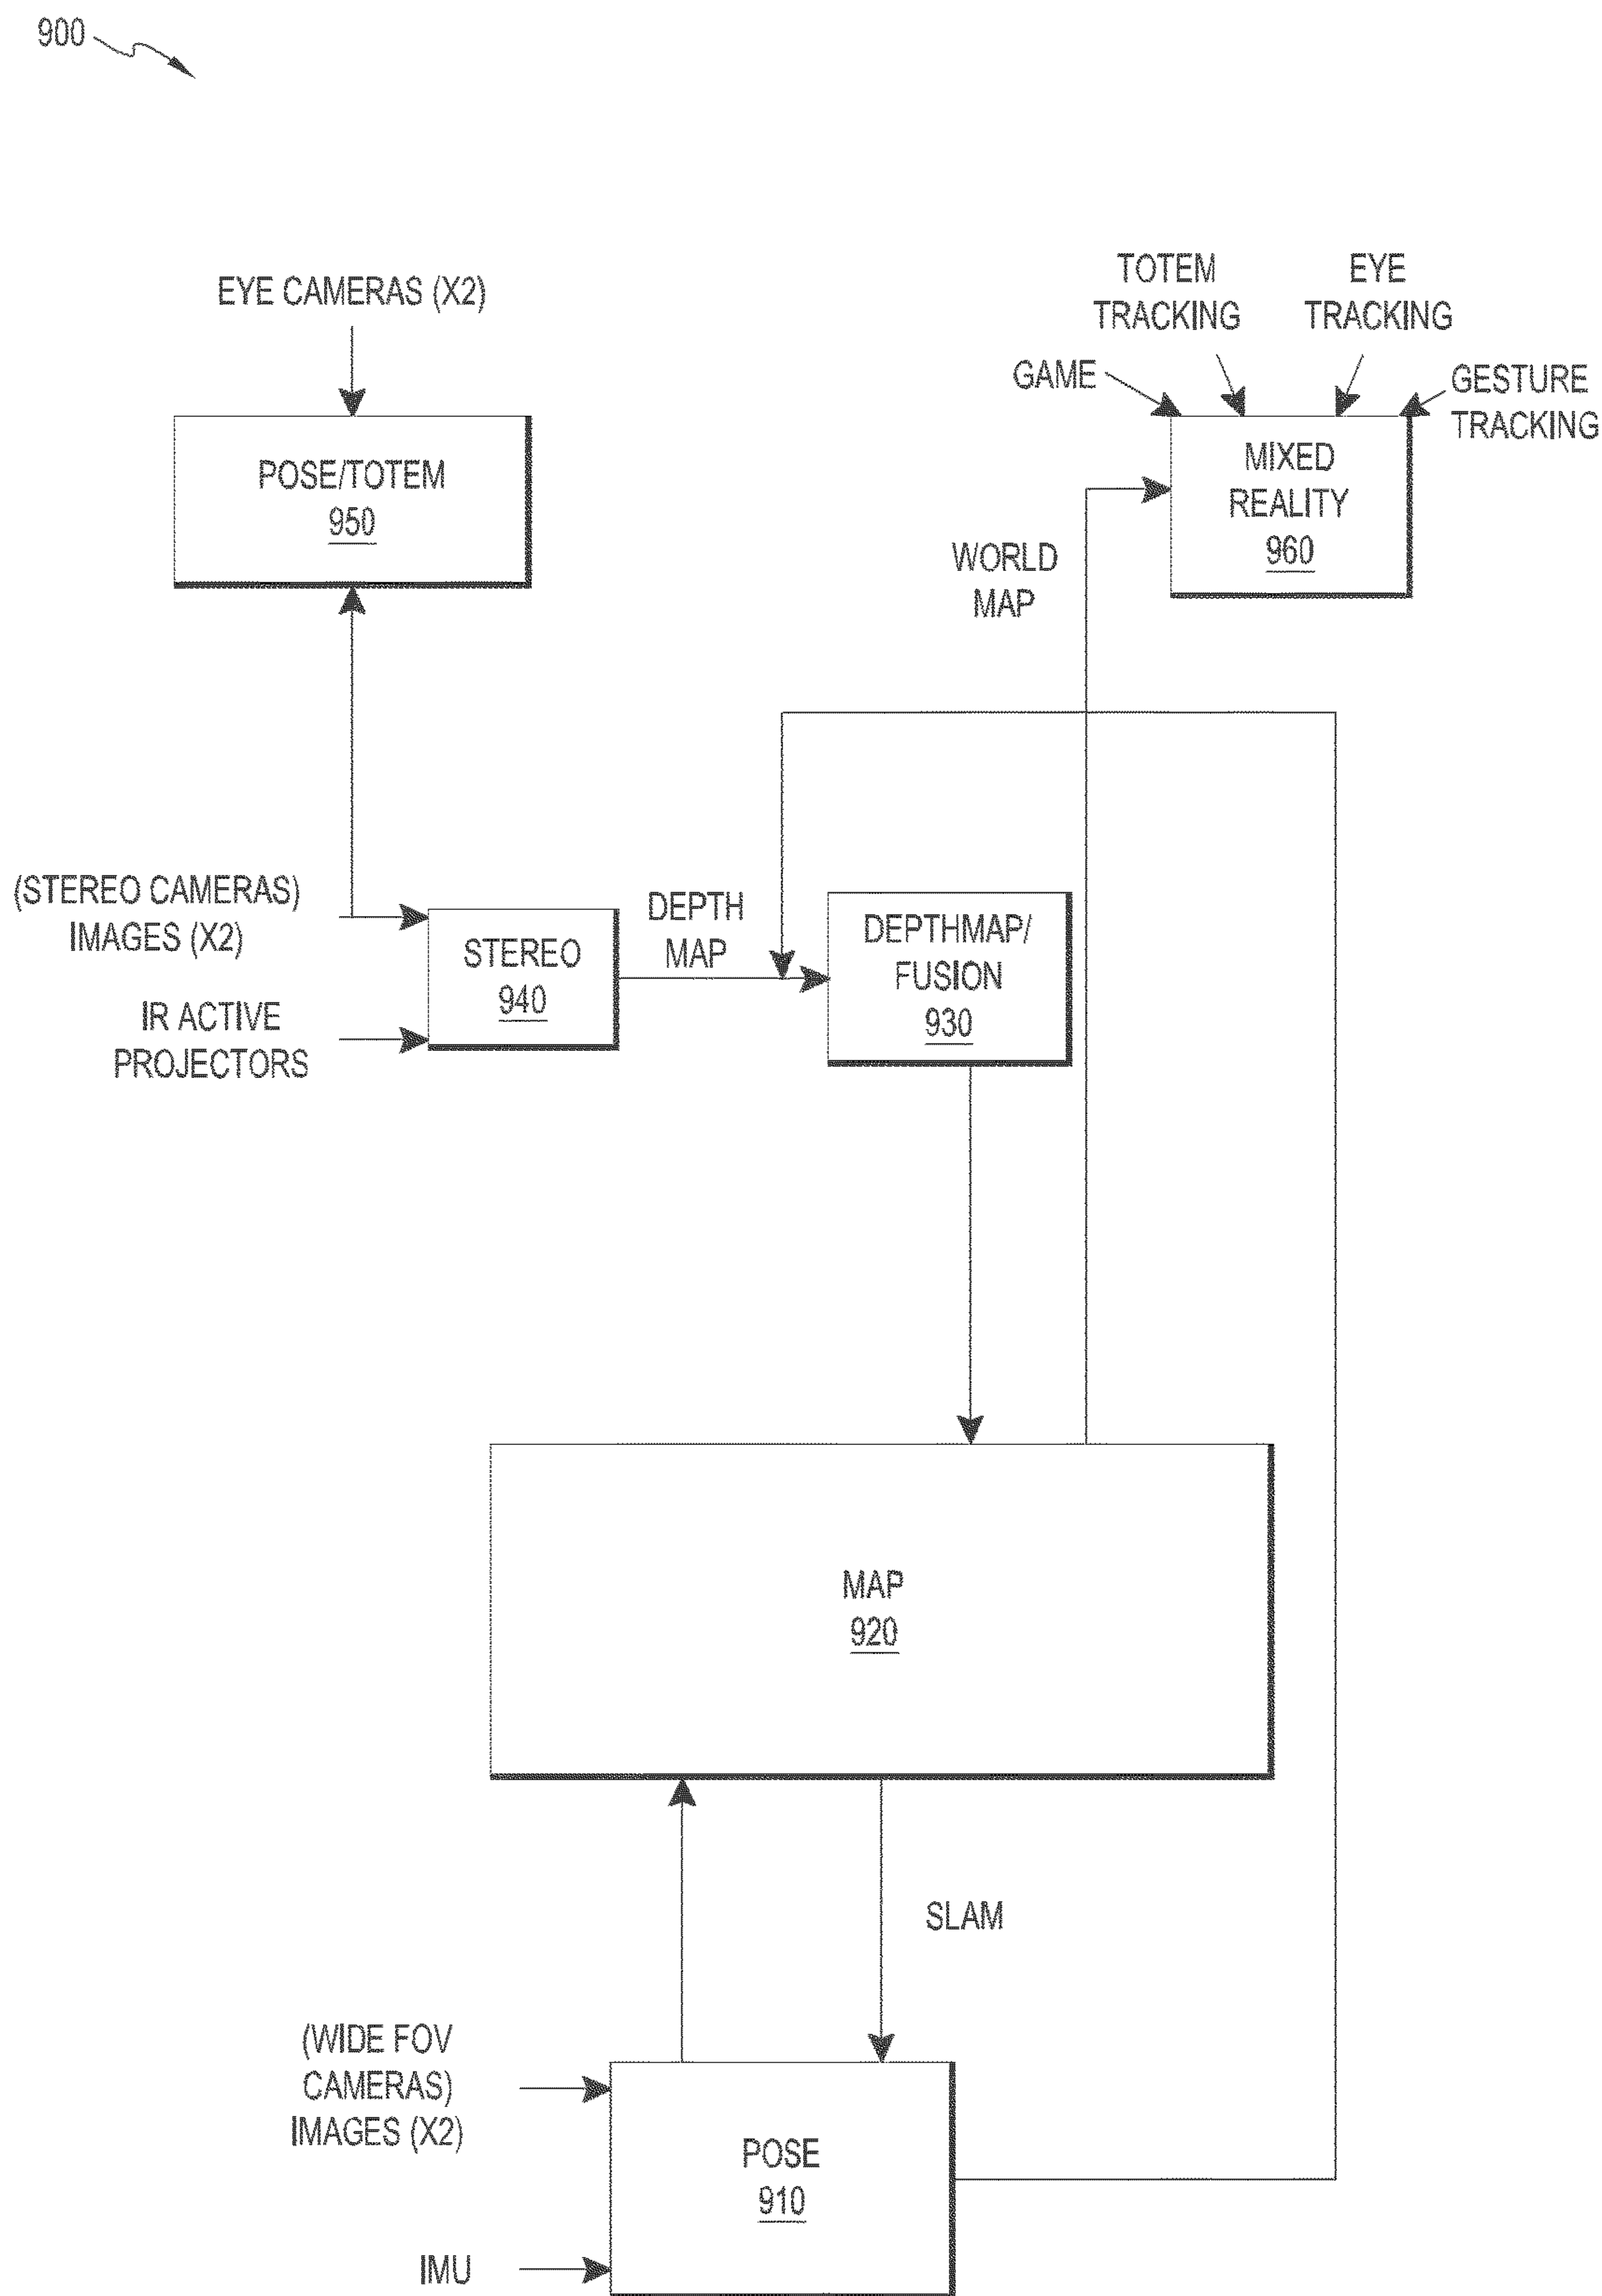 900
EYE CAMERAS (X2)
POSE/TOTEM
950
TOTEM
TRACKING
EYE
TRACKING
GAME
GESTURE
TRACKING
MIXED
REALITY
960
WORLD
MAP
(STEREO CAMERAS)
IMAGES (X2)
IR ACTIVE
PROJECTORS
STEREO
940
DEPTH
MAP
DEPTHMAP/
FUSION
930
MAP
920
SLAM
(WIDE FOV
CAMERAS)
IMAGES (X2)
IMU
POSE
910